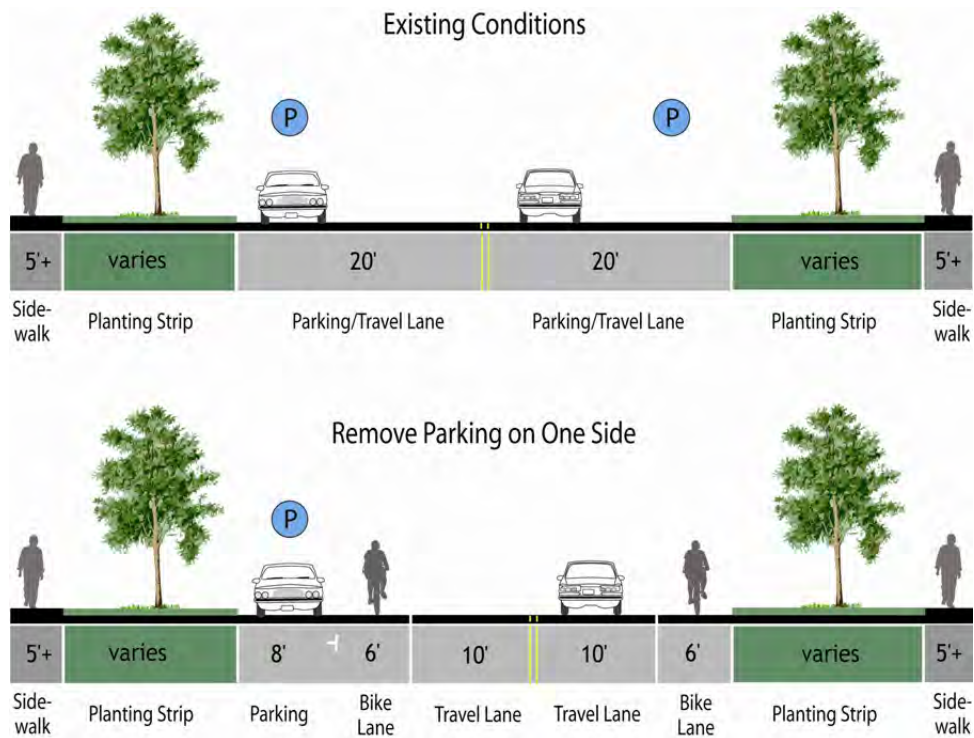 Existing Conditions
P P
5'+ varies 20' 20' varies 5'+
Side-
walk Planting Strip Parking/Travel Lane Parking/Travel Lane Planting Strip Side-
walk
Remove Parking on One Side
P
5'+ varies 8' 6' 10' 10' 6' varies 5'+
Side-
walk Planting Strip Parking Bike
Lane Travel Lane Travel Lane Bike
Lane Planting Strip Side-
walk